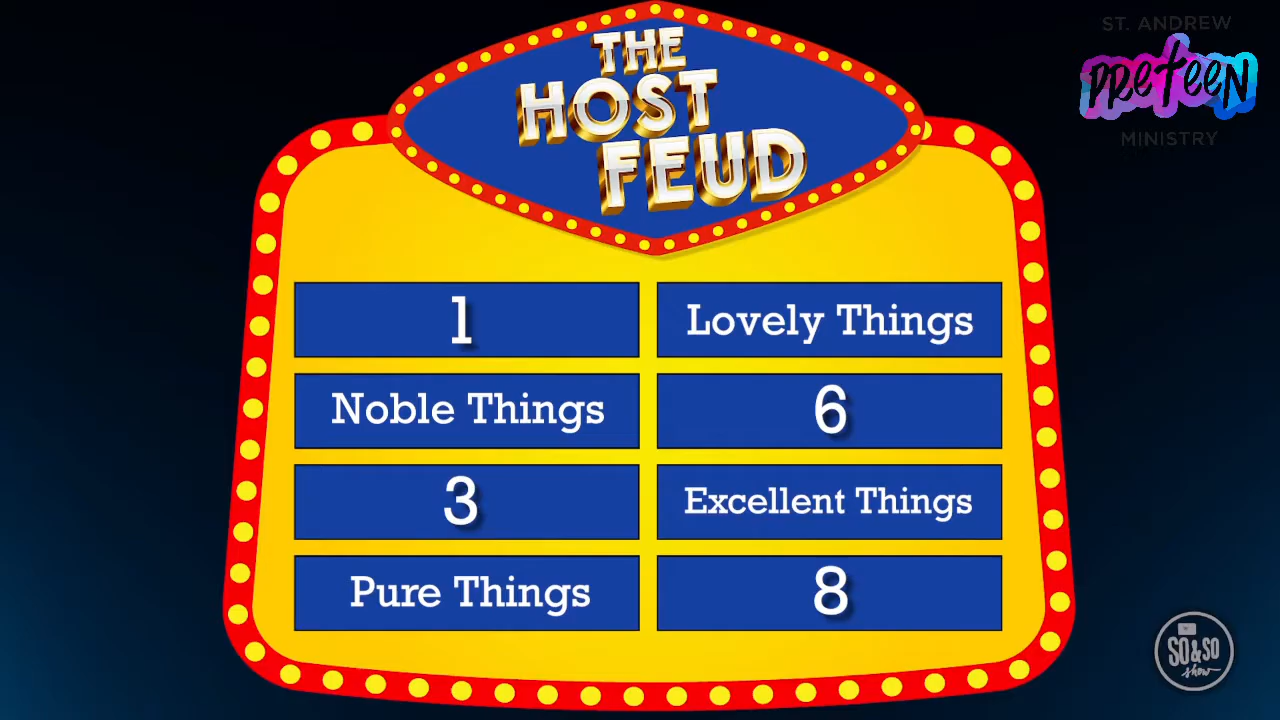 THE
HOST
FEUD
ST. ANDREW
PRETEEN
MINISTRY
1
Lovely Things
Noble Things
6
3
Excellent Things
Pure Things
8
SO&SO
show